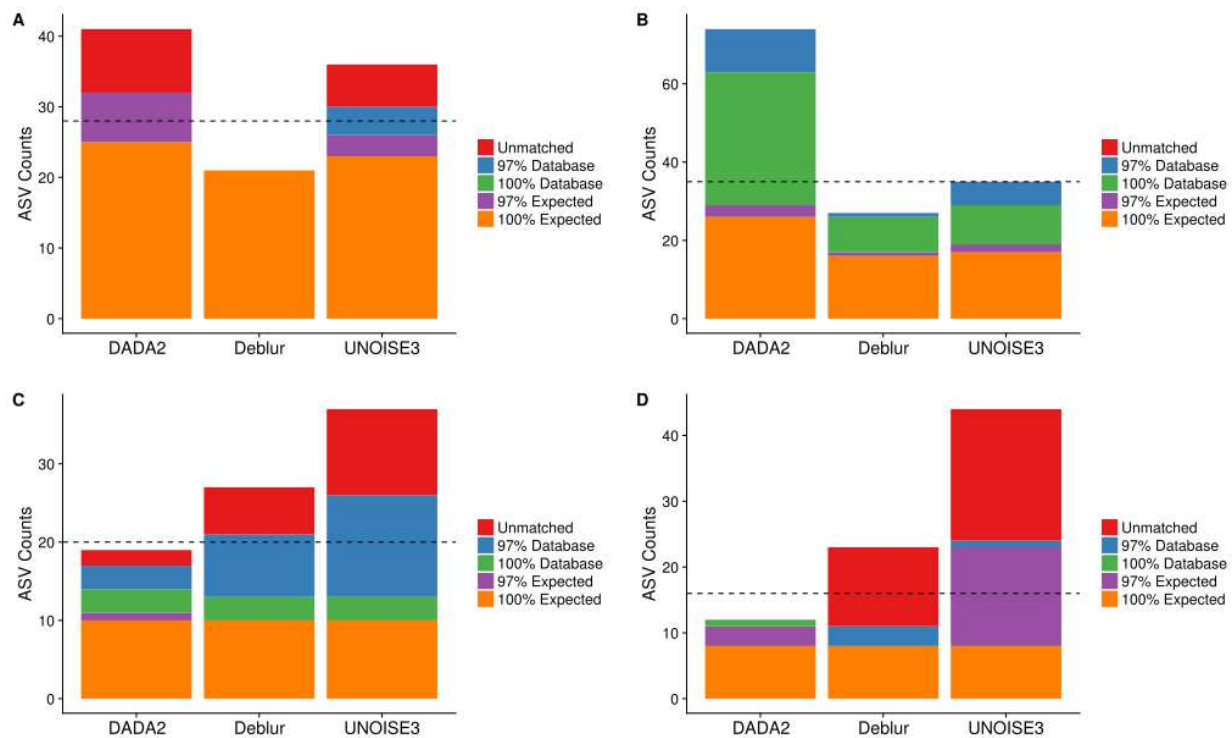 A
ASV Counts
40
30
20
10
0
DADA2
Deblur
UNOISE3
Unmatched
97% Database
100% Database
97% Expected
100% Expected
B
ASV Counts
60
40
20
0
DADA2
Deblur
UNOISE3
Unmatched
97% Database
100% Database
97% Expected
100% Expected
C
ASV Counts
30
20
10
0
DADA2
Deblur
UNOISE3
Unmatched
97% Database
100% Database
97% Expected
100% Expected
D
ASV Counts
40
30
20
10
0
DADA2
Deblur
UNOISE3
Unmatched
97% Database
100% Database
97% Expected
100% Expected